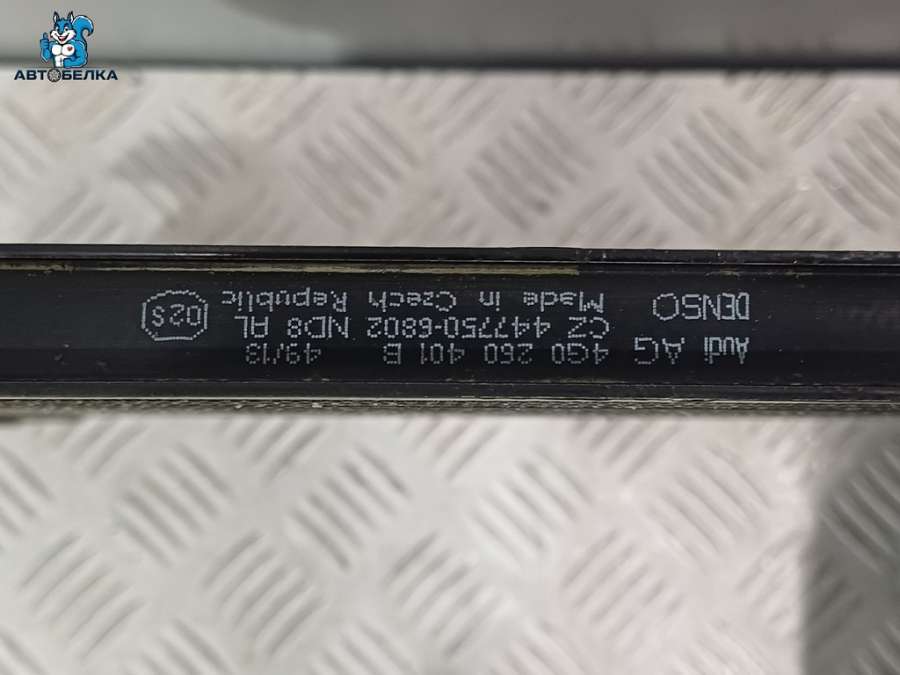 АВТОБЕЛКА
Audi AG 4G0 260 401 E 49/13
CZ 447750-6802 ND8 AL
DENSO Made in Czech Republic
02S